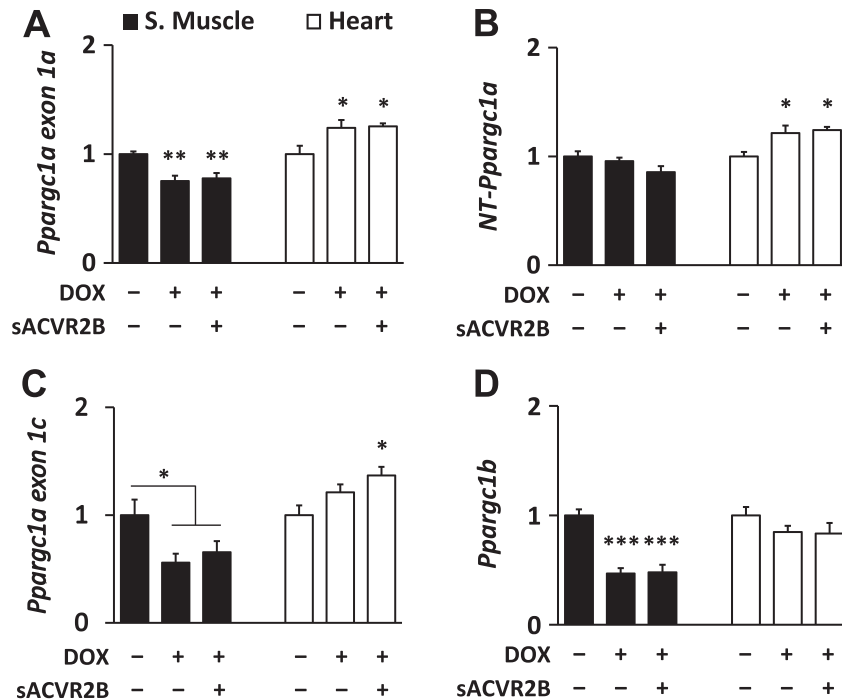 A
S. Muscle Heart
Ppargc1a exon 1a
2
1
0
** ** * *
DOX − + + − + +
sACVR2B − − + − − +
B
NT-Ppargc1a
2
1
0
* *
DOX − + + − + +
sACVR2B − − + − − +
C
Ppargc1a exon 1c
2
1
0
* *
DOX − + + − + +
sACVR2B − − + − − +
D
Ppargc1b
2
1
0
*** ***
DOX − + + − + +
sACVR2B − − + − − +